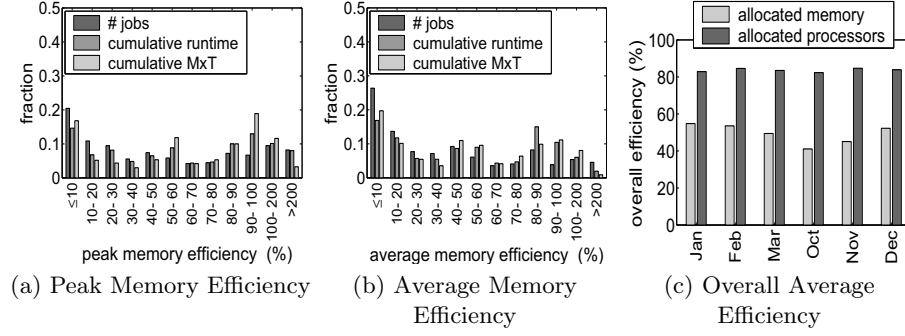 0.5
0.4
0.3
0.2
0.1
0
fraction
# jobs
cumulative runtime
cumulative MxT
≤10
10- 20
20- 30
30- 40
40- 50
50- 60
60- 70
70- 80
80- 90
90- 100
100- 200
>200
peak memory efficiency (%)
(a) Peak Memory Efficiency
0.5
0.4
0.3
0.2
0.1
0
fraction
# jobs
cumulative runtime
cumulative MxT
≤10
10- 20
20- 30
30- 40
40- 50
50- 60
60- 70
70- 80
80- 90
90- 100
100- 200
>200
average memory efficiency (%)
(b) Average Memory
Efficiency
allocated memory
allocated processors
100
80
60
40
20
0
overall efficiency (%)
Jan
Feb
Mar
Oct
Nov
Dec
(c) Overall Average
Efficiency